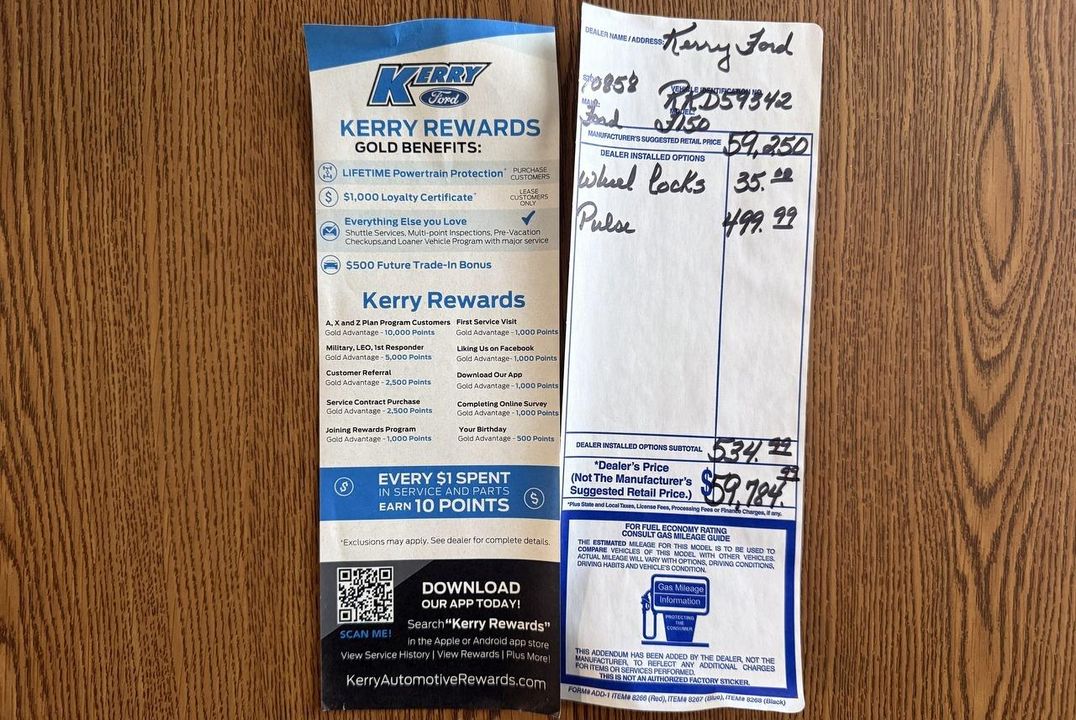 KERRY
Ford
KERRY REWARDS
GOLD BENEFITS:
LIFETIME Powertrain Protection* PURCHASE CUSTOMERS
$1,000 Loyalty Certificate* LEASE CUSTOMERS ONLY
Everything Else you Love
Shuttle Services, Multi-point Inspections, Pre-Vacation
Checkups,and Loaner Vehicle Program with major service
$500 Future Trade-In Bonus
Kerry Rewards
A, X and Z Plan Program Customers
Gold Advantage - 10,000 Points
First Service Visit
Gold Advantage - 1,000 Points
Military, LEO, 1st Responder
Gold Advantage - 5,000 Points
Liking Us on Facebook
Gold Advantage- 1,000 Points
Customer Referral
Gold Advantage - 2,500 Points
Download Our App
Gold Advantage - 1,000 Points
Service Contract Purchase
Gold Advantage - 2,500 Points
Completing Online Survey
Gold Advantage - 1,000 Points
Joining Rewards Program
Gold Advantage - 1,000 Points
Your Birthday
Gold Advantage - 500 Points
EVERY $1 SPENT
IN SERVICE AND PARTS
EARN 10 POINTS
*Exclusions may apply. See dealer for complete details.
SCAN ME!
DOWNLOAD
OUR APP TODAY!
Search "Kerry Rewards"
in the Apple or Android app store
View Service History | View Rewards | Plus More!
KerryAutomotiveRewards.com
DEALER NAME / ADDRESS: Kerry Ford
VEHICLE IDENTIFICATION NO.
70858 RKD59342
MODEL:
Ford F150
MANUFACTURER'S SUGGESTED RETAIL PRICE 59,250
DEALER INSTALLED OPTIONS
Wheel locks 35.00
Pulse 499.99
DEALER INSTALLED OPTIONS SUBTOTAL 534.99
*Dealer's Price
(Not The Manufacturer's
Suggested Retail Price.) $59,784.99
*Plus State and Local Taxes, License Fees, Processing Fees or Finance Charges, if any.
FOR FUEL ECONOMY RATING
CONSULT GAS MILEAGE GUIDE
THE ESTIMATED MILEAGE FOR THIS MODEL IS TO BE USED TO
COMPARE VEHICLES OF THIS MODEL WITH OTHER VEHICLES.
ACTUAL MILEAGE WILL VARY WITH OPTIONS, DRIVING CONDITIONS,
DRIVING HABITS AND VEHICLE'S CONDITION.
Gas Mileage
Information
PROTECTING
THE
CONSUMER
THIS ADDENDUM HAS BEEN ADDED BY THE DEALER, NOT THE
MANUFACTURER, TO REFLECT ANY ADDITIONAL CHARGES
FOR ITEMS OR SERVICES PERFORMED.
THIS IS NOT AN AUTHORIZED FACTORY STICKER.
FORM# ADD-1 ITEM# 8266 (Red), ITEM# 8267 (Blue), ITEM# 8268 (Black)